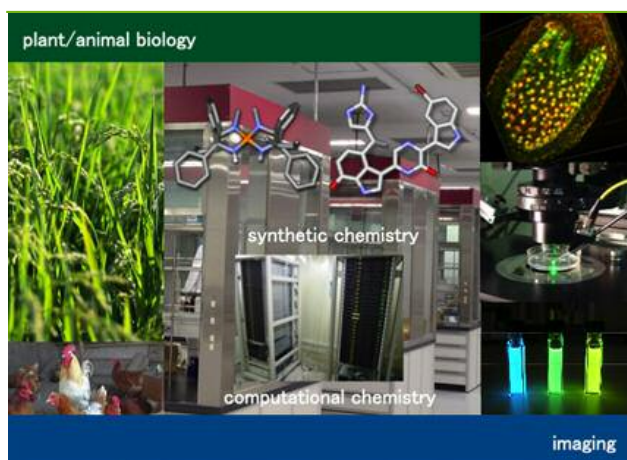 plant/animal biology
synthetic chemistry
computational chemistry
imaging